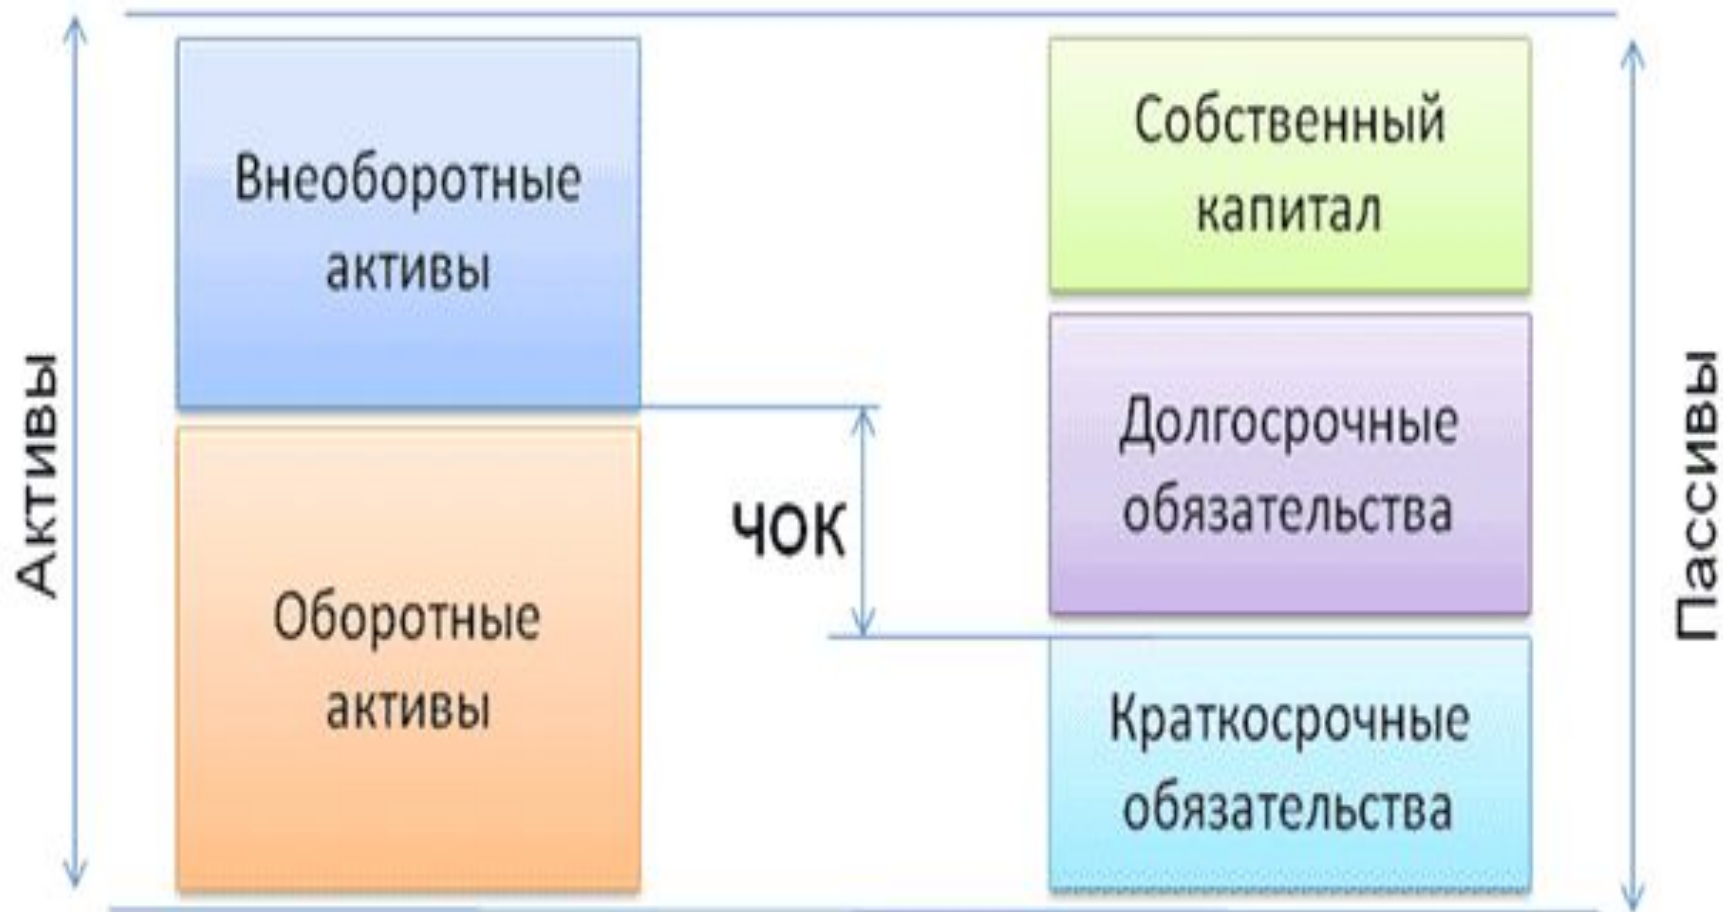 Активы
Внеоборотные
активы
Оборотные
активы
ЧОК
Собственный
капитал
Долгосрочные
обязательства
Краткосрочные
обязательства
Пассивы